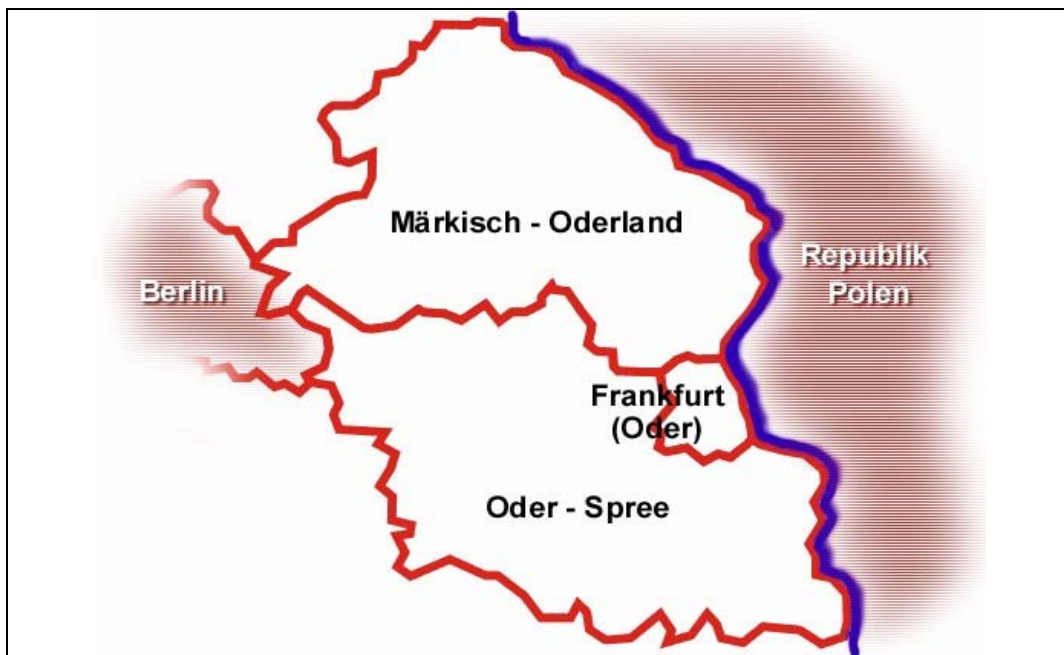 Märkisch - Oderland
Republik
Polen
Berlin
Frankfurt
(Oder)
Oder - Spree